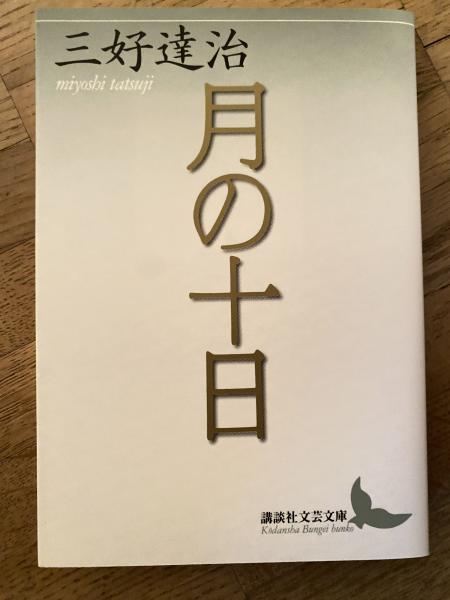 三好達治
miyoshi tatsuji
月の十日
講談社文芸文庫
Kōdansha Bungei bunko